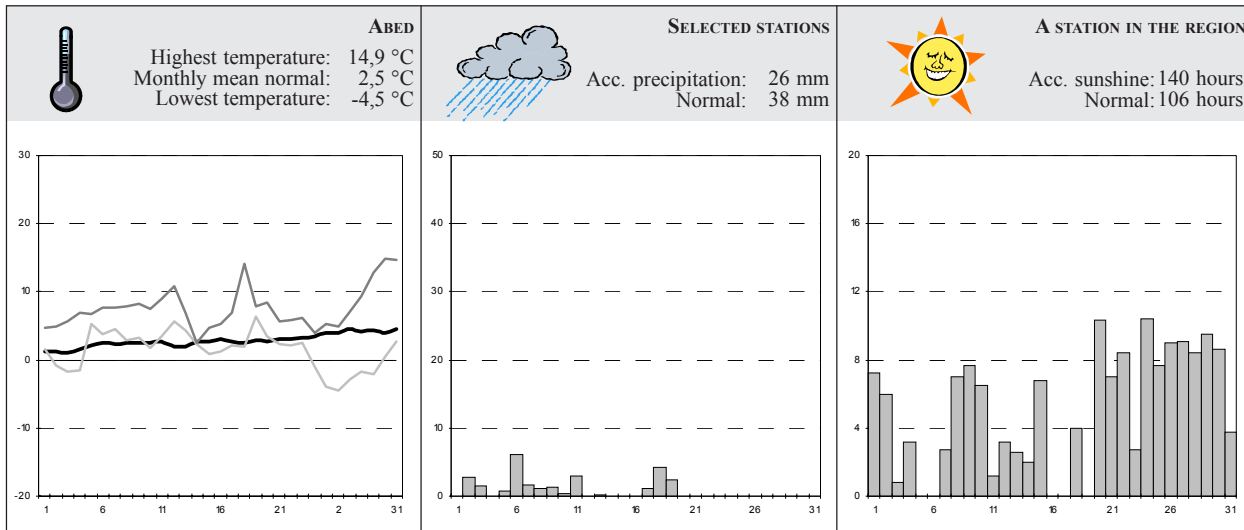 ABED
Highest temperature: 14,9 °C
Monthly mean normal: 2,5 °C
Lowest temperature: -4,5 °C
30
20
10
0
-10
-20
1 6 11 16 21 2 31
SELECTED STATIONS
Acc. precipitation: 26 mm
Normal: 38 mm
50
40
30
20
10
0
1 6 11 16 21 26 31
A STATION IN THE REGION
Acc. sunshine: 140 hours
Normal: 106 hours
20
16
12
8
4
0
1 6 11 16 21 26 31